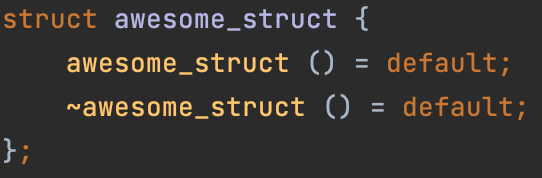 struct awesome_struct {
    awesome_struct () = default;
    ~awesome_struct () = default;
};